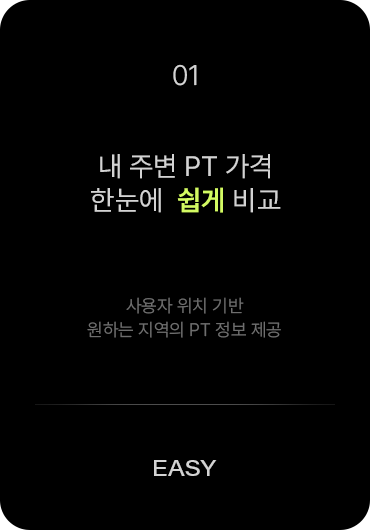 01
내 주변 PT 가격
한눈에 쉽게 비교
사용자 위치 기반
원하는 지역의 PT 정보 제공
EASY